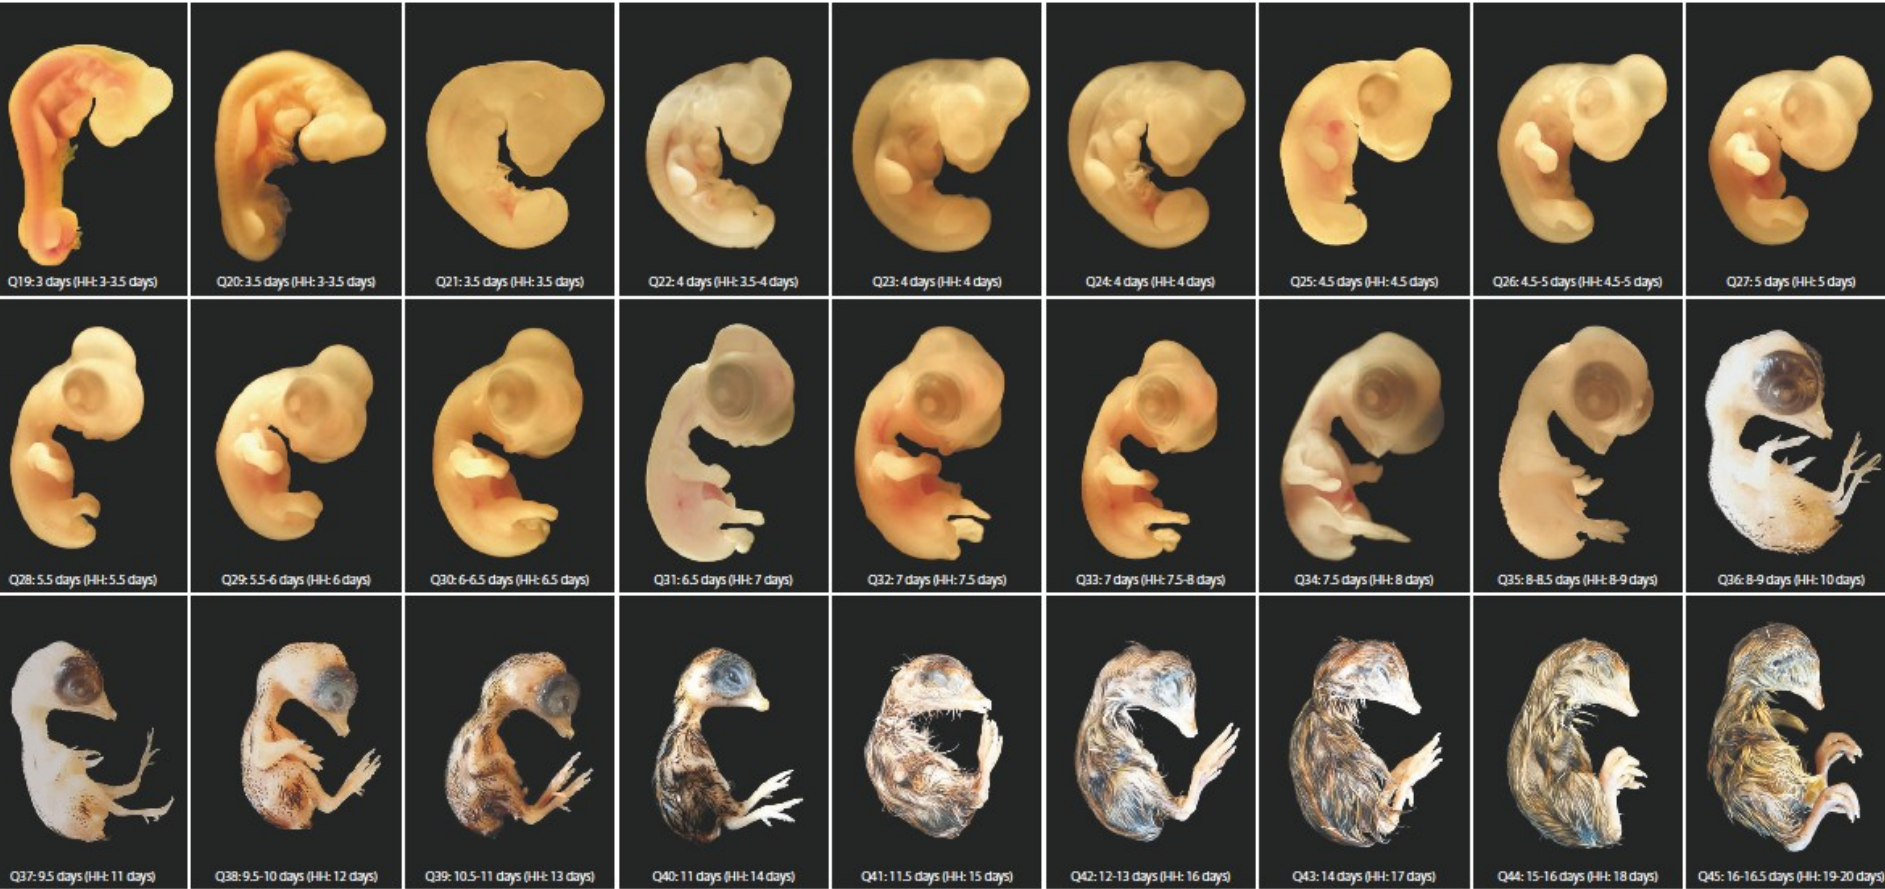 Q19: 3 days (HH: 3-3.5 days)
Q20: 3.5 days (HH: 3-3.5 days)
Q21: 3.5 days (HH: 3.5 days)
Q22: 4 days (HH: 3.5-4 days)
Q23: 4 days (HH: 4 days)
Q24: 4 days (HH: 4 days)
Q25: 4.5 days (HH: 4.5 days)
Q26: 4.5-5 days (HH: 4.5-5 days)
Q27: 5 days (HH: 5 days)
Q28: 5.5 days (HH: 5.5 days)
Q29: 5.5-6 days (HH: 6 days)
Q30: 6-6.5 days (HH: 6.5 days)
Q31: 6.5 days (HH: 7 days)
Q32: 7 days (HH: 7.5 days)
Q33: 7 days (HH: 7.5-8 days)
Q34: 7.5 days (HH: 8 days)
Q35: 8-8.5 days (HH: 8-9 days)
Q36: 8-9 days (HH: 10 days)
Q37: 9.5 days (HH: 11 days)
Q38: 9.5-10 days (HH: 12 days)
Q39: 10.5-11 days (HH: 13 days)
Q40: 11 days (HH: 14 days)
Q41: 11.5 days (HH: 15 days)
Q42: 12-13 days (HH: 16 days)
Q43: 14 days (HH: 17 days)
Q44: 15-16 days (HH: 18 days)
Q45: 16-16.5 days (HH: 19-20 days)